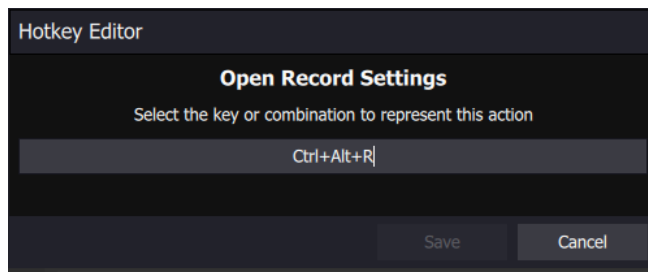 Hotkey Editor
Open Record Settings
Select the key or combination to represent this action
Ctrl+Alt+R
Save Cancel